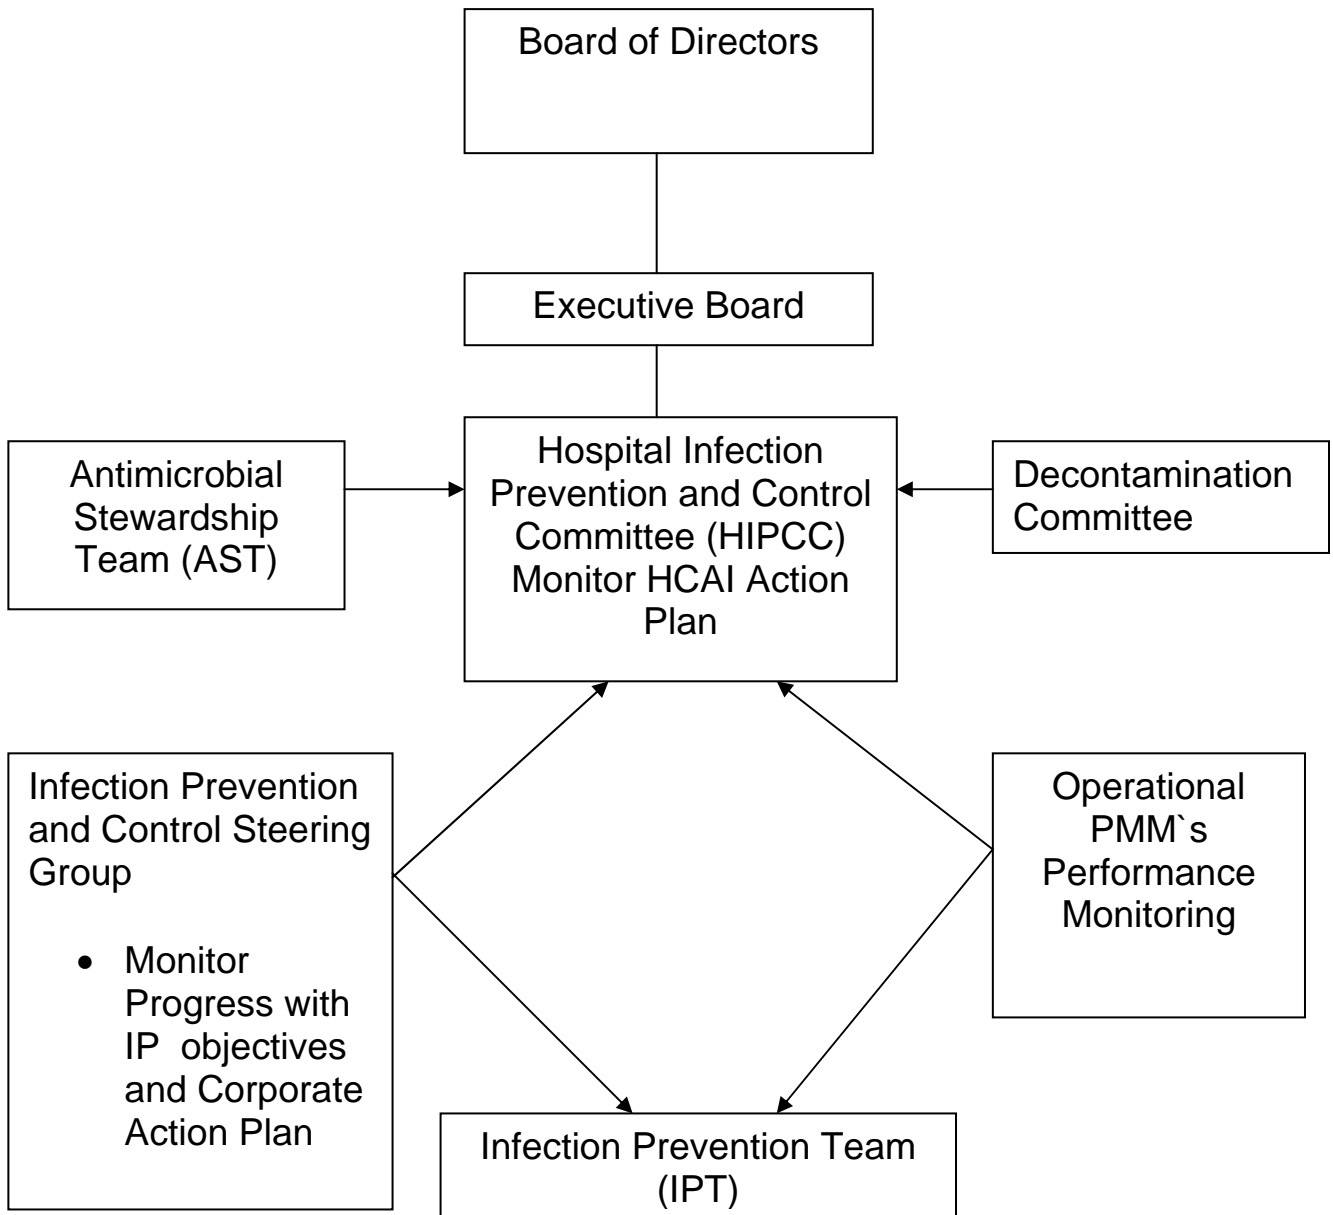 Board of Directors
Executive Board
Antimicrobial
Stewardship
Team (AST)
Hospital Infection
Prevention and Control
Committee (HIPCC)
Monitor HCAI Action
Plan
Decontamination
Committee
Infection Prevention
and Control Steering
Group
• Monitor
Progress with
IP  objectives
and Corporate
Action Plan
Operational
PMM`s
Performance
Monitoring
Infection Prevention Team
(IPT)